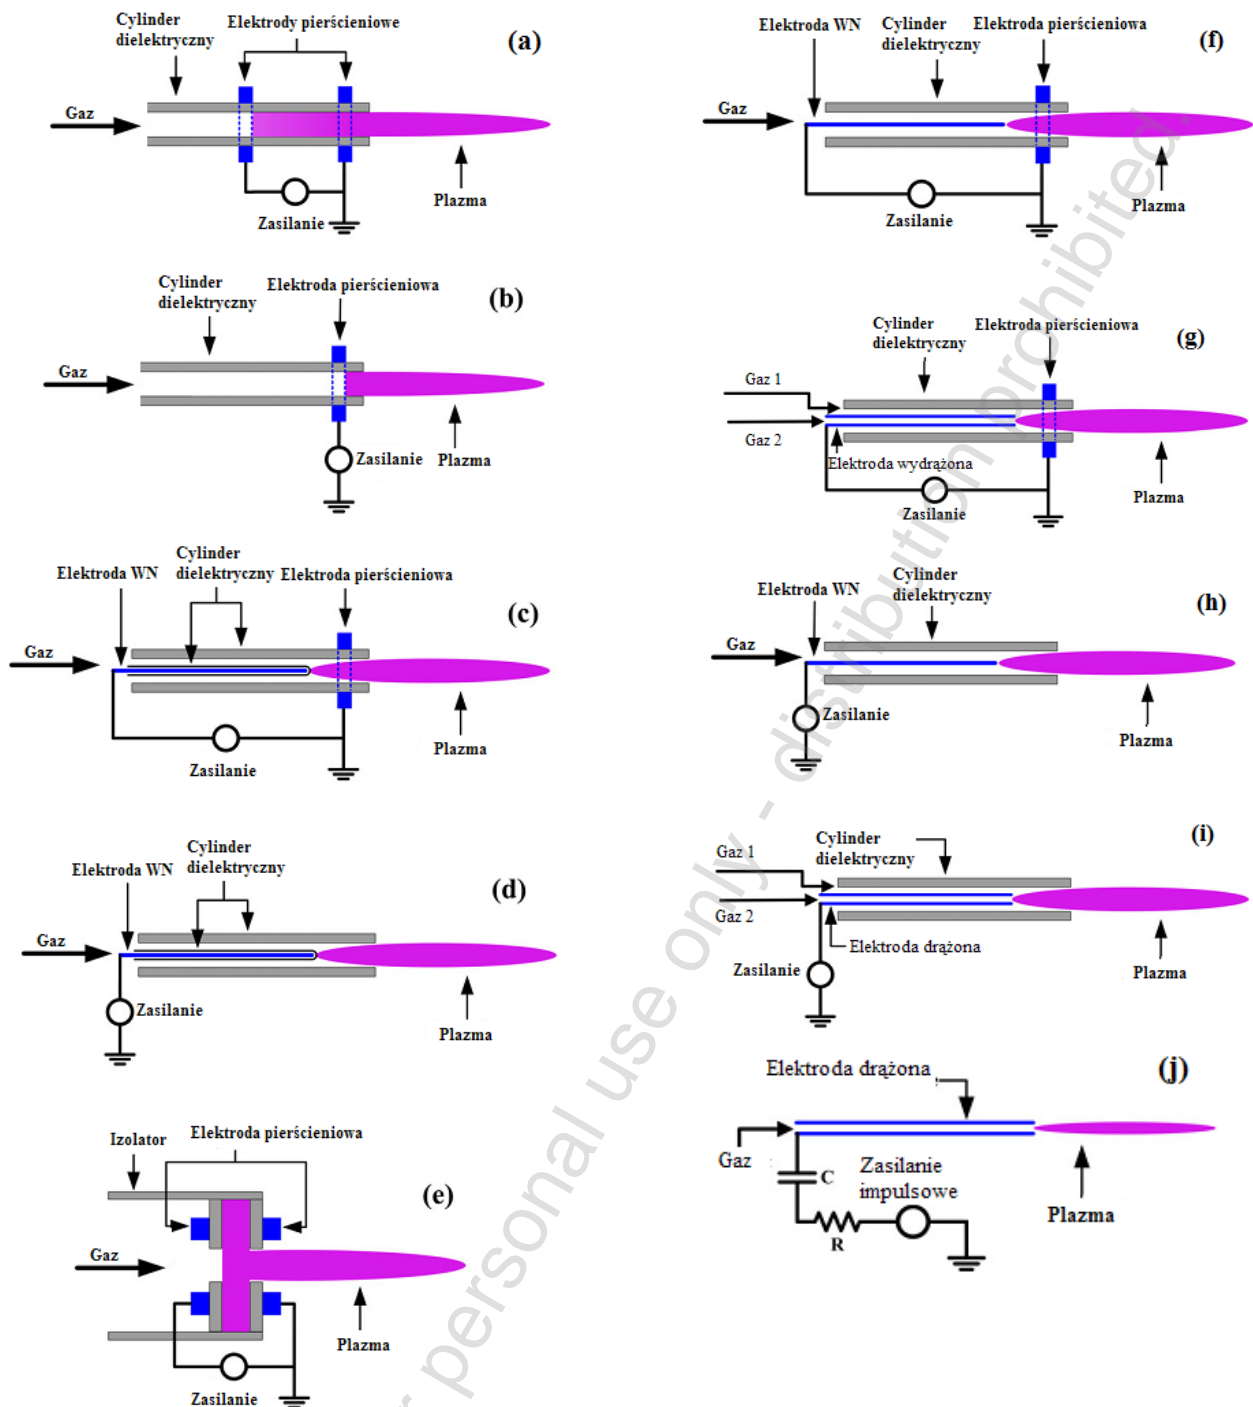 Cylinder
dielektryczny
Elektrody pierścieniowe
(a)
Gaz
Zasilanie
Plazma
Cylinder
dielektryczny
Elektroda pierścieniowa
(b)
Gaz
Zasilanie
Plazma
Elektroda WN
Cylinder
dielektryczny
Elektroda pierścieniowa
(c)
Gaz
Zasilanie
Plazma
Elektroda WN
Cylinder
dielektryczny
(d)
Gaz
Zasilanie
Plazma
Izolator
Elektroda pierścieniowa
(e)
Gaz
Plazma
Zasilanie
Elektroda WN
Cylinder
dielektryczny
Elektroda pierścieniowa
(f)
Gaz
Zasilanie
Plazma
Cylinder
dielektryczny
Elektroda pierścieniowa
(g)
Gaz 1
Gaz 2
Elektroda wydrążona
Zasilanie
Plazma
Elektroda WN
Cylinder
dielektryczny
(h)
Gaz
Zasilanie
Plazma
Gaz 1
Cylinder
dielektryczny
(i)
Gaz 2
Elektroda drążona
Zasilanie
Plazma
Elektroda drążona
(j)
Gaz
C
Zasilanie
impulsowe
R
Plazma
personal use only - distribution prohibited.